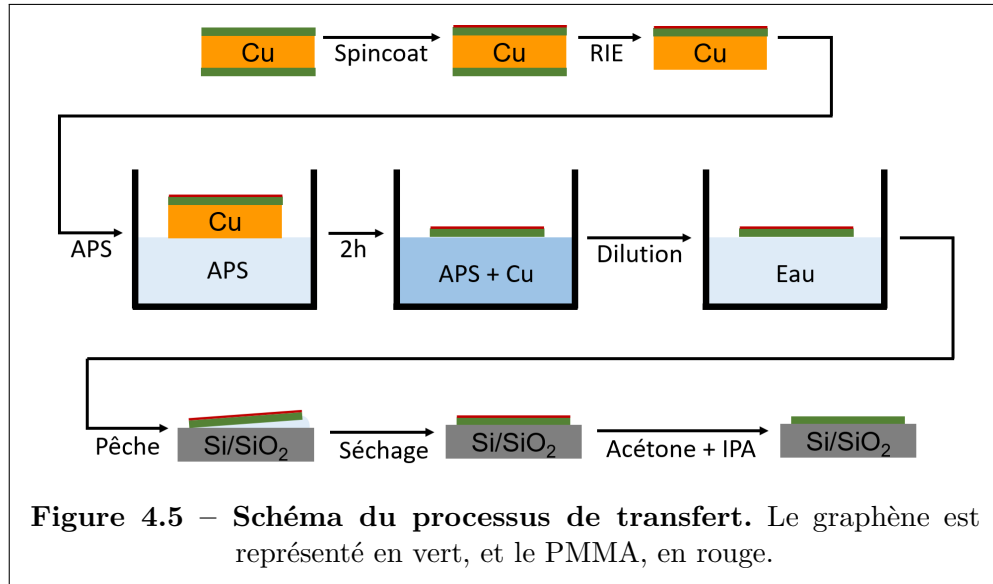 Cu Spincoat Cu RIE Cu
APS Cu APS 2h APS + Cu Dilution Eau
Pêche Si/SiO₂ Séchage Si/SiO₂ Acétone + IPA Si/SiO₂
Figure 4.5 – Schéma du processus de transfert. Le graphène est
représenté en vert, et le PMMA, en rouge.